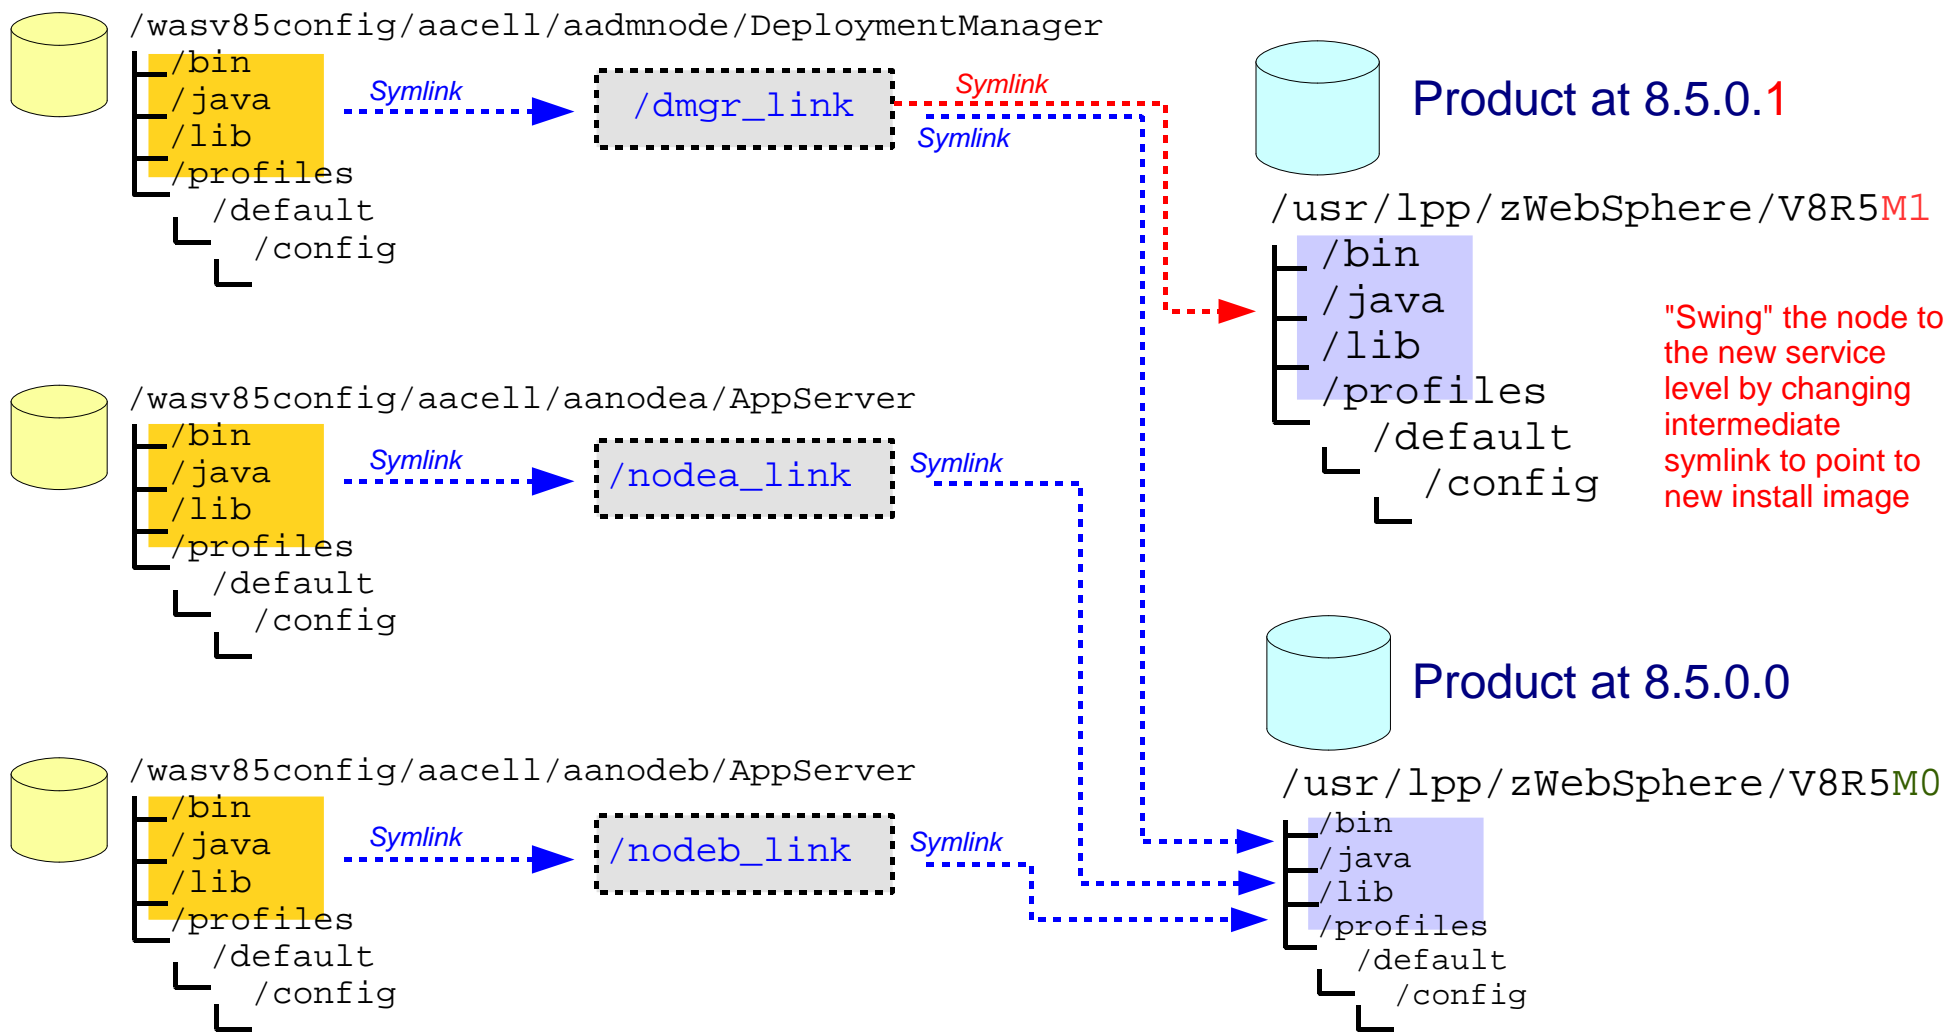 /wasv85config/aacell/aadmnode/DeploymentManager
/bin
/java
/lib
/profiles
/default
/config
Symlink
/dmgr_link
Symlink
Symlink
Product at 8.5.0.1
/usr/lpp/zWebSphere/V8R5M1
/bin
/java
/lib
/profiles
/default
/config
"Swing" the node to
the new service
level by changing
intermediate
symlink to point to
new install image
/wasv85config/aacell/aanodea/AppServer
/bin
/java
/lib
/profiles
/default
/config
Symlink
/nodea_link
Symlink
Product at 8.5.0.0
/usr/lpp/zWebSphere/V8R5M0
/bin
/java
/lib
/profiles
/default
/config
/wasv85config/aacell/aanodeb/AppServer
/bin
/java
/lib
/profiles
/default
/config
Symlink
/nodeb_link
Symlink